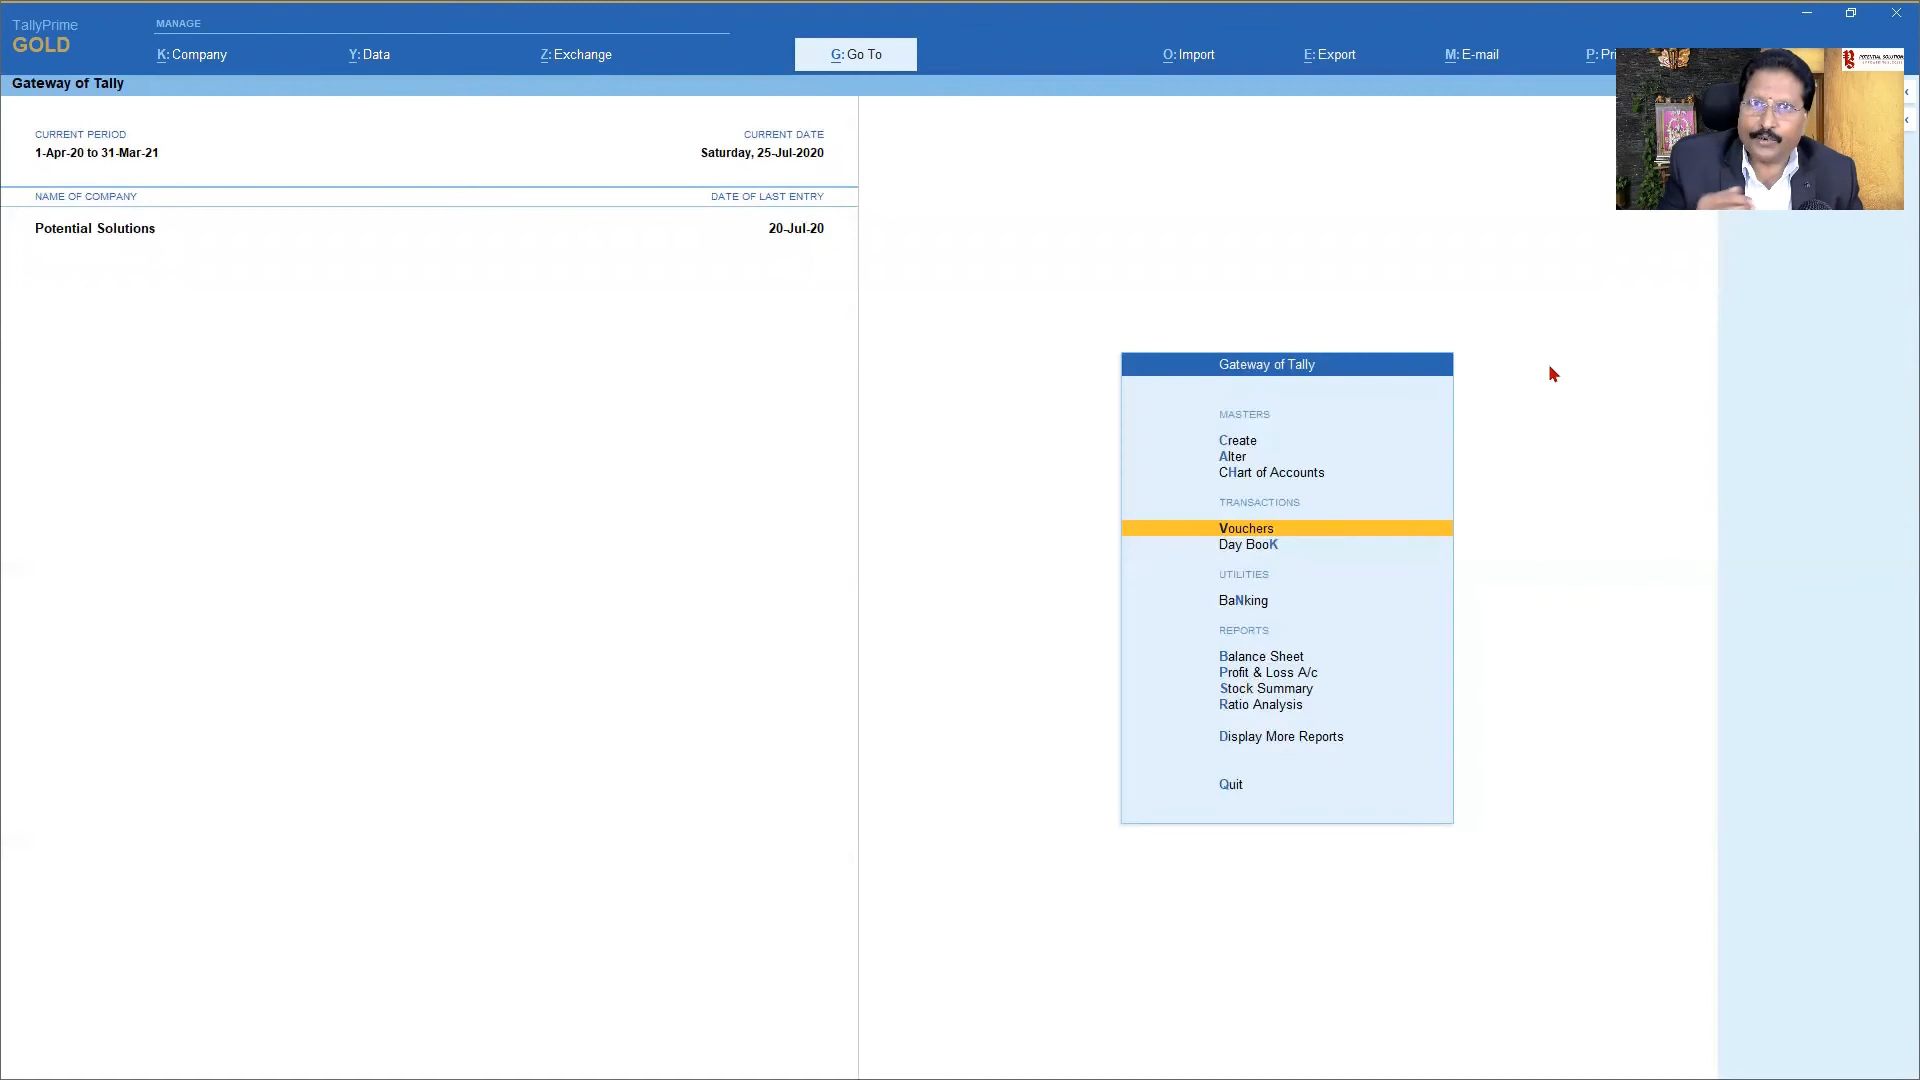 TallyPrime
GOLD
MANAGE
K: Company
Y: Data
Z: Exchange
G: Go To
O: Import
E: Export
M: E-mail
P: Pri
POTENTIAL SOLUTION
Gateway of Tally
CURRENT PERIOD
CURRENT DATE
1-Apr-20 to 31-Mar-21
Saturday, 25-Jul-2020
NAME OF COMPANY
DATE OF LAST ENTRY
Potential Solutions
20-Jul-20
Gateway of Tally
MASTERS
Create
Alter
CHart of Accounts
TRANSACTIONS
Vouchers
Day BooK
UTILITIES
BaNking
REPORTS
Balance Sheet
Profit & Loss A/c
Stock Summary
Ratio Analysis
Display More Reports
Quit